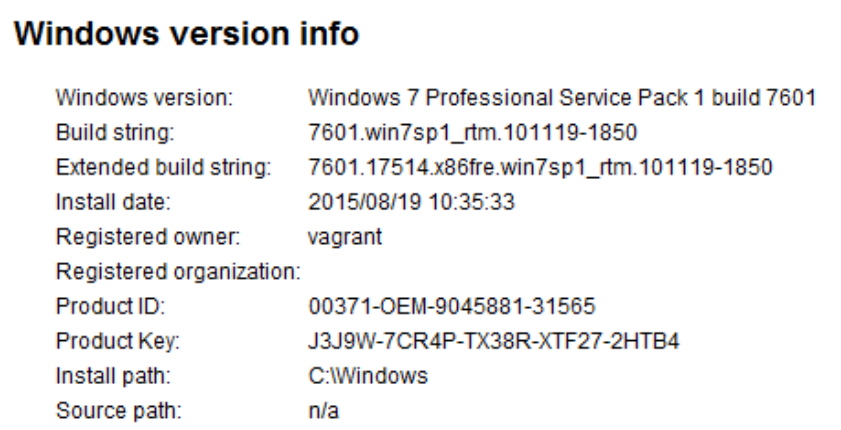 Windows version info
Windows version: Windows 7 Professional Service Pack 1 build 7601
Build string: 7601.win7sp1_rtm.101119-1850
Extended build string: 7601.17514.x86fre.win7sp1_rtm.101119-1850
Install date: 2015/08/19 10:35:33
Registered owner: vagrant
Registered organization:
Product ID: 00371-OEM-9045881-31565
Product Key: J3J9W-7CR4P-TX38R-XTF27-2HTB4
Install path: C:\Windows
Source path: n/a